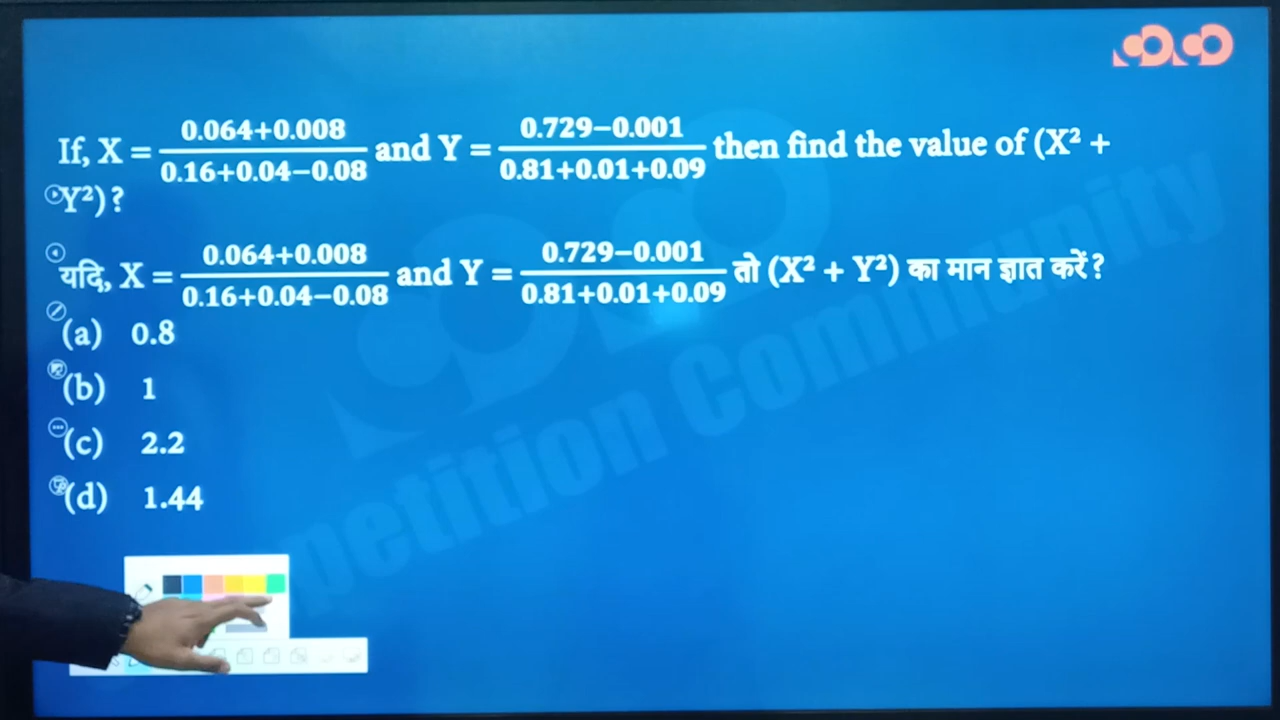 If, X = 0.064+0.008 / 0.16+0.04−0.08 and Y = 0.729−0.001 / 0.81+0.01+0.09 then find the value of (X² +
Y²) ?
यदि, X = 0.064+0.008 / 0.16+0.04−0.08 and Y = 0.729−0.001 / 0.81+0.01+0.09 तो (X² + Y²) का मान ज्ञात करें ?
(a) 0.8
(b) 1
(c) 2.2
(d) 1.44
petition Community